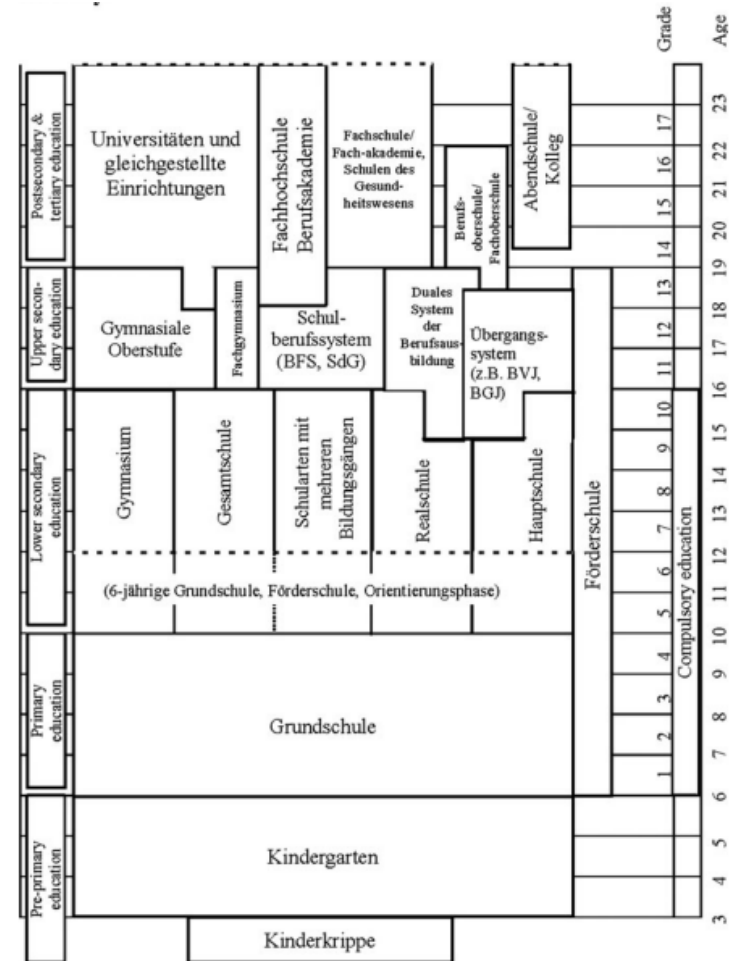 Grade
Age
Postsecondary &
tertiary education
Universitäten und
gleichgestellte
Einrichtungen
Fachhochschule
Berufsakademie
Fachschule/
Fach-akademie,
Schulen des
Gesund-
heitswesens
Berufs-
oberschule/
Fachoberschule
Abendschule/
Kolleg
Upper secon-
dary education
Gymnasiale
Oberstufe
Fachgymnasium
Schul-
berufssystem
(BFS, SdG)
Duales
System
der
Berufsaus-
bildung
Übergangs-
system
(z.B. BVJ,
BGJ)
Lower secondary
education
Gymnasium
Gesamtschule
Schularten mit
mehreren
Bildungsgängen
Realschule
Hauptschule
(6-jährige Grundschule, Förderschule, Orientierungsphase)
Förderschule
Compulsory education
Primary
education
Grundschule
Pre-primary
education
Kindergarten
Kinderkrippe
17
16
15
14
13
12
11
10
9
8
7
6
5
4
3
2
1
23
22
21
20
19
18
17
16
15
14
13
12
11
10
9
8
7
6
5
4
3